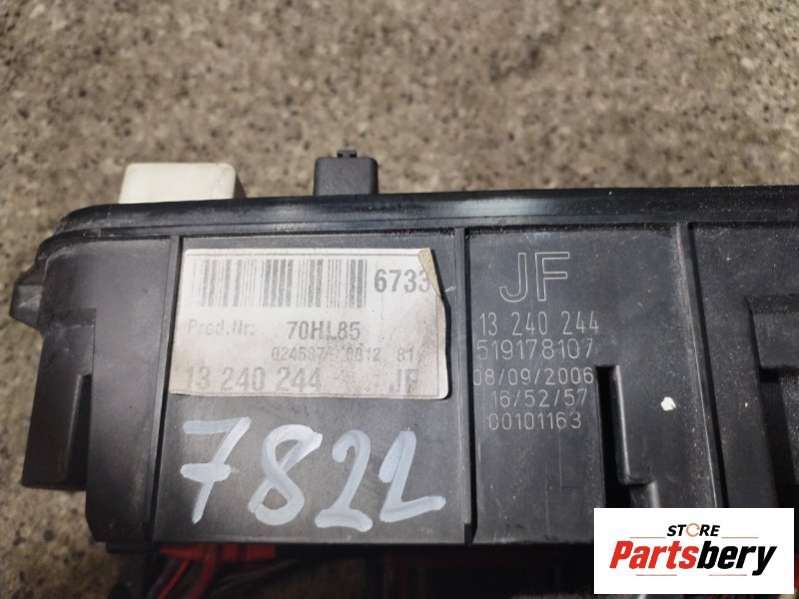 6733
Prod.Nr: 70HL85
13 240 244 JF
7822
JF
13 240 244
519178107
08/09/2006
16/52/57
00101163
STORE
Partsbery